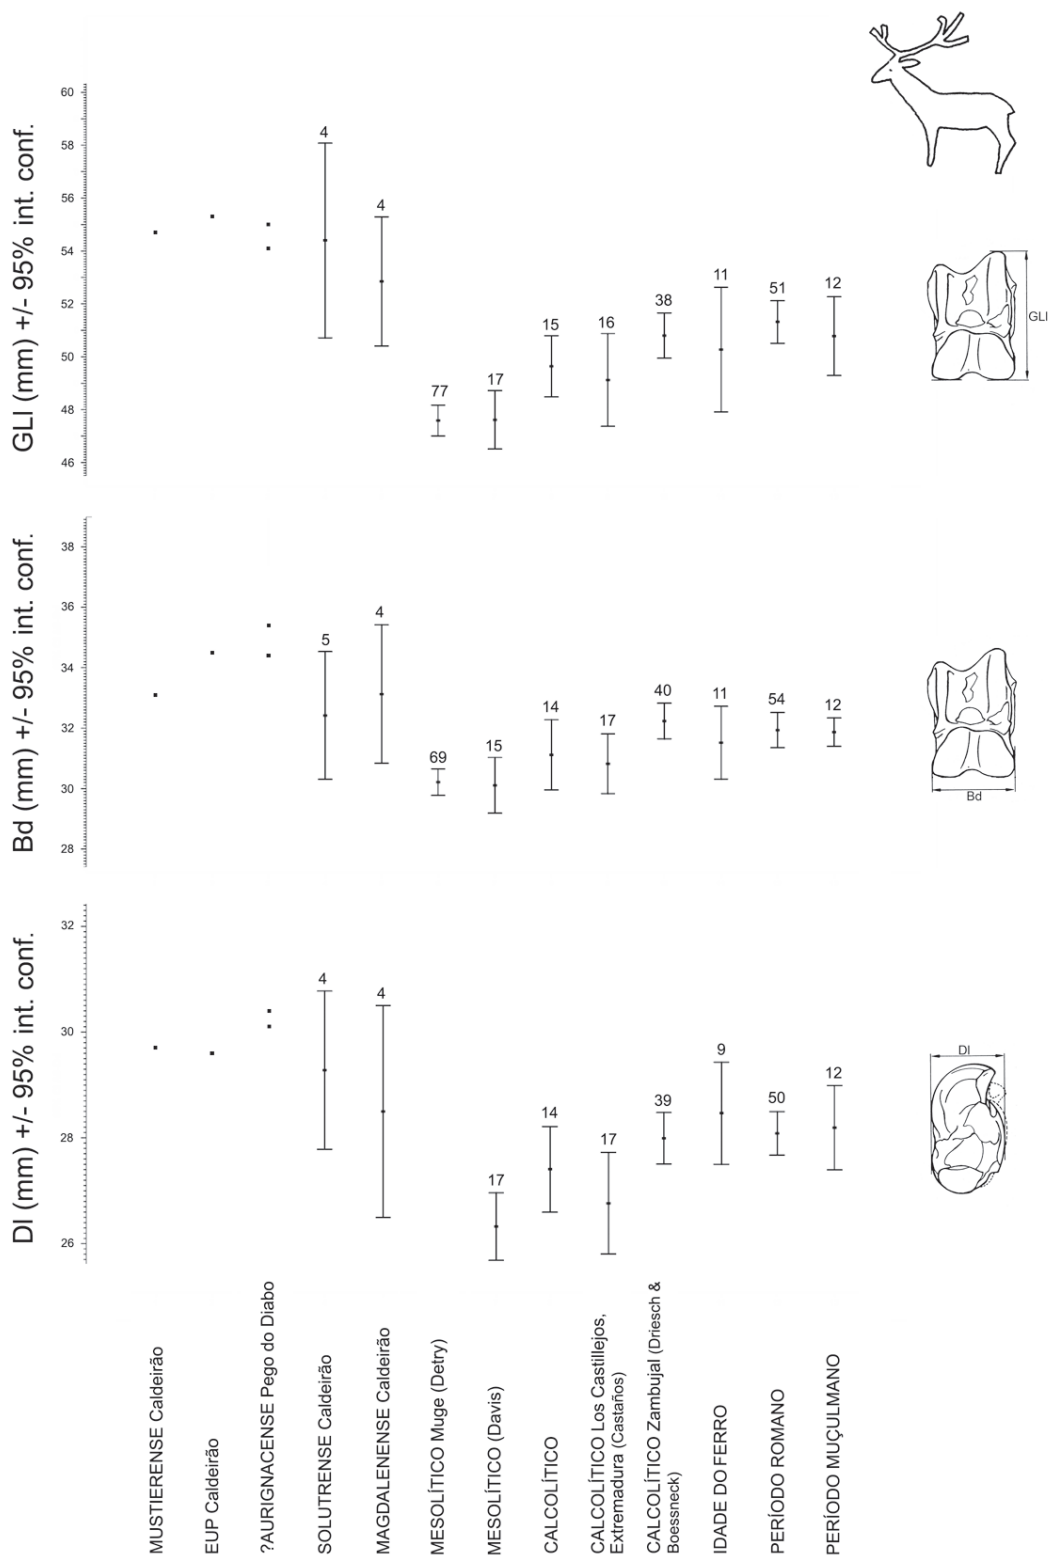 GLl (mm) +/- 95% int. conf.
60
58
56
54
52
50
48
46
4
4
77
17
15
16
38
11
51
12
GLl
Bd (mm) +/- 95% int. conf.
38
36
34
32
30
28
5
4
69
15
14
17
40
11
54
12
Bd
Dl (mm) +/- 95% int. conf.
32
30
28
26
4
4
17
14
17
39
9
50
12
Dl
MUSTIERENSE Caldeirão
EUP Caldeirão
?AURIGNACENSE Pego do Diabo
SOLUTRENSE Caldeirão
MAGDALENENSE Caldeirão
MESOLÍTICO Muge (Detry)
MESOLÍTICO (Davis)
CALCOLÍTICO
CALCOLÍTICO Los Castillejos,
Extremadura (Castaños)
CALCOLÍTICO Zambujal (Driesch &
Boessneck)
IDADE DO FERRO
PERÍODO ROMANO
PERÍODO MUÇULMANO